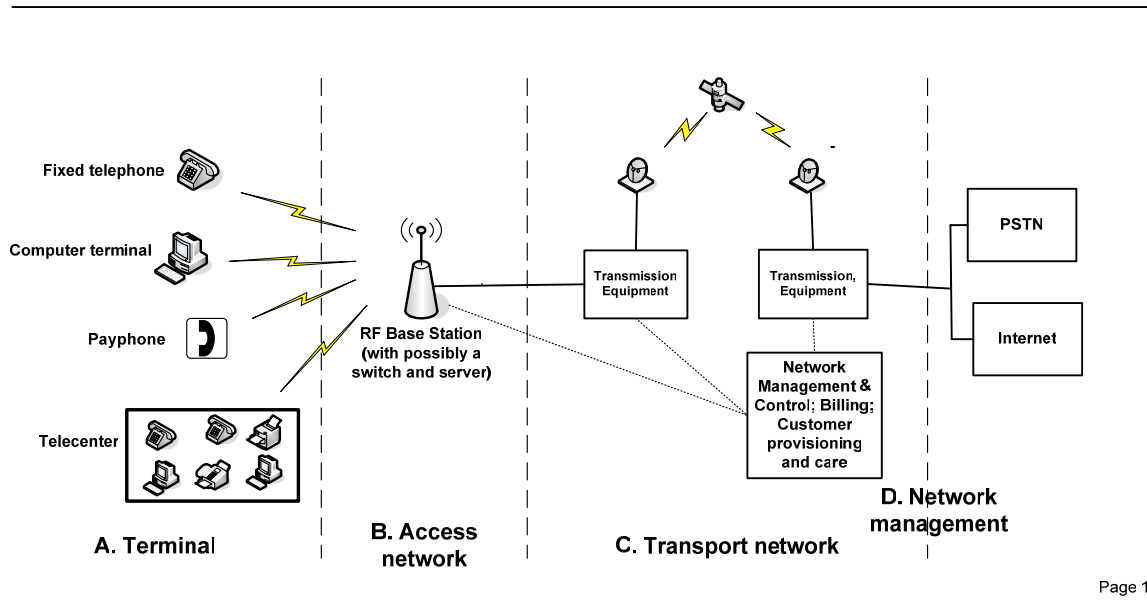 Fixed telephone
Computer terminal
Payphone
Telecenter
RF Base Station
(with possibly a
switch and server)
Transmission
Equipment
Transmission,
Equipment
Network
Management &
Control; Billing;
Customer
provisioning
and care
PSTN
Internet
A. Terminal
B. Access
network
C. Transport network
D. Network
management
Page 1